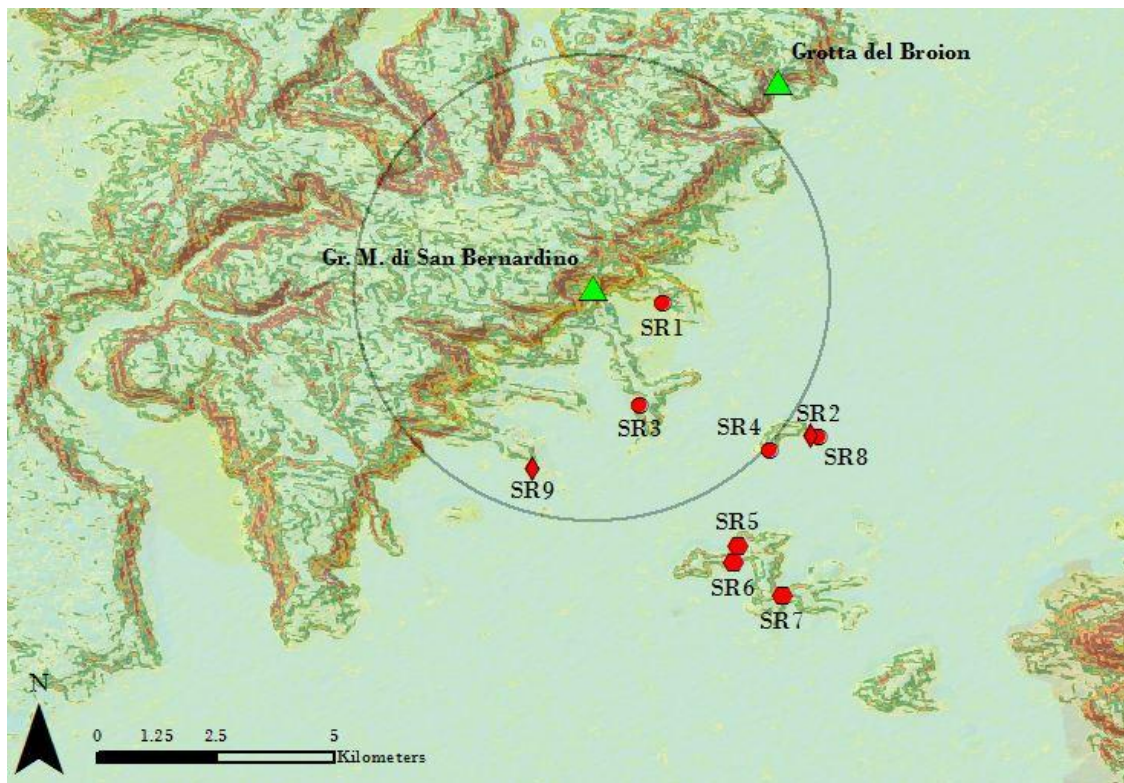 Grotta del Broion
Gr. M. di San Bernardino
SR1
SR3
SR4
SR2
SR8
SR9
SR5
SR6
SR7
N
0 1.25 2.5 5
Kilometers